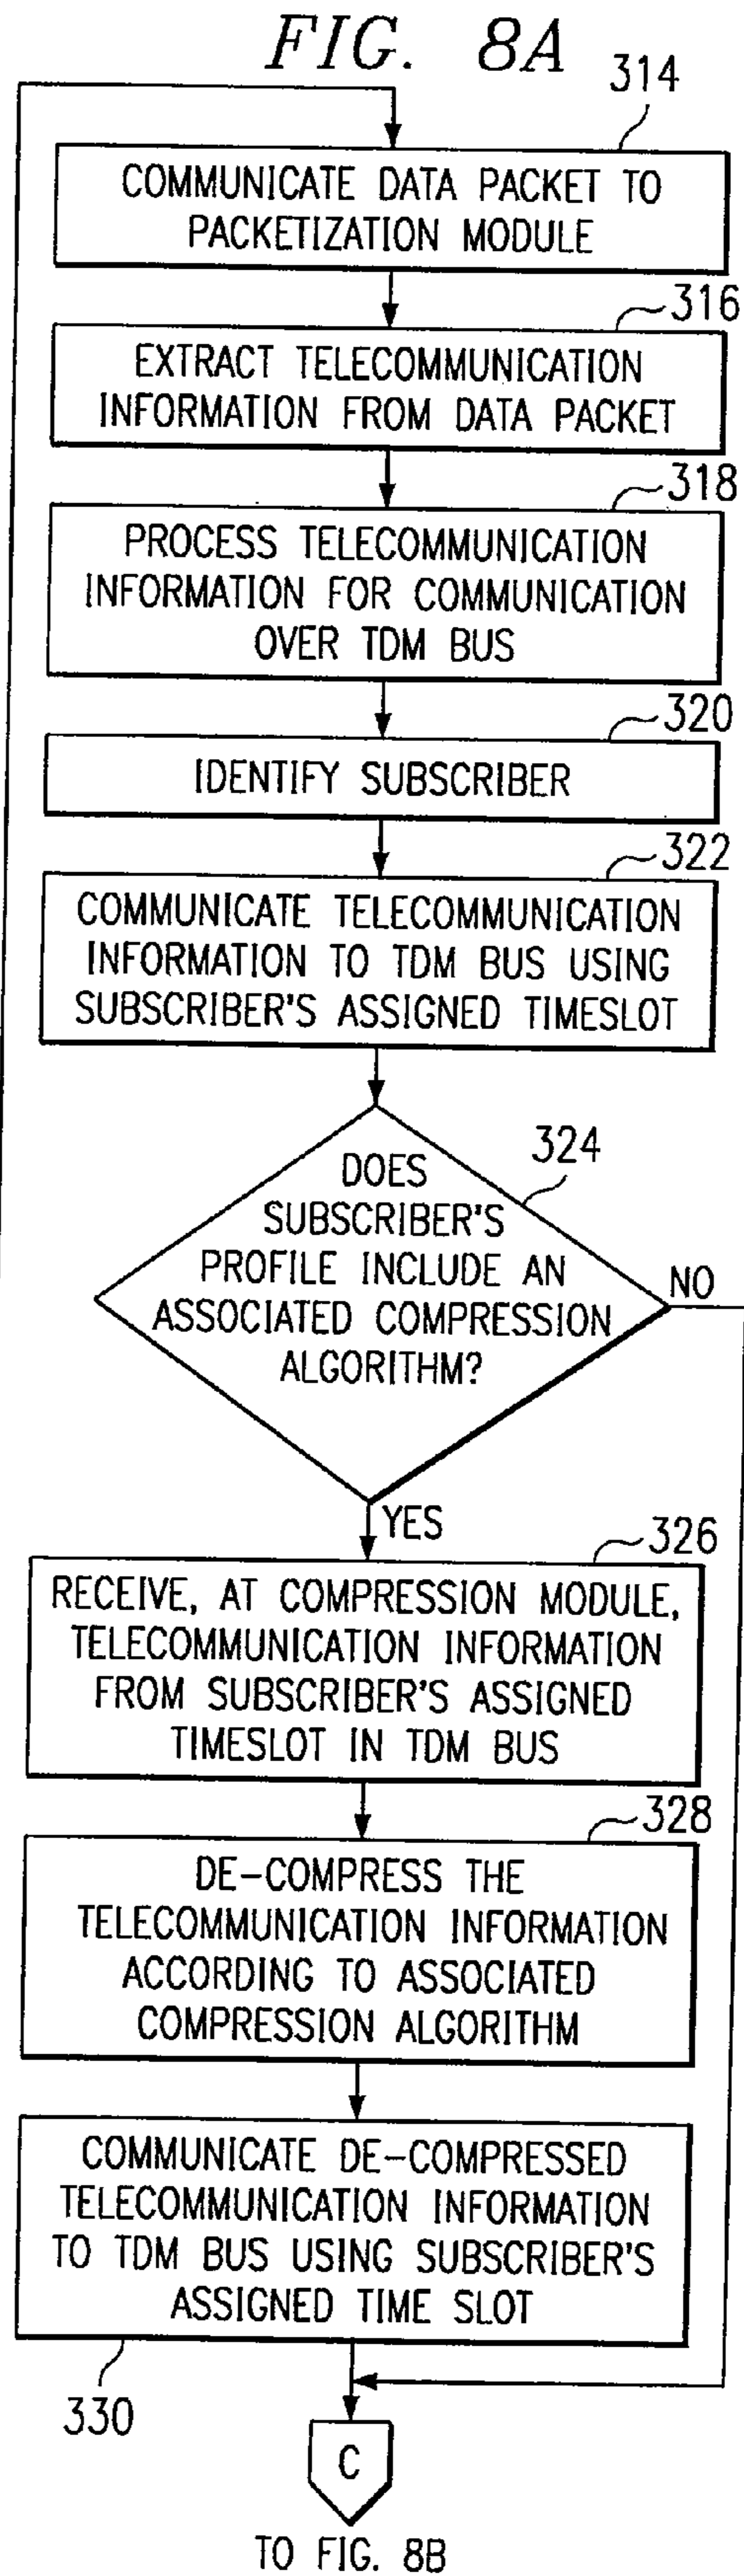 FIG. 8A
314
COMMUNICATE DATA PACKET TO
PACKETIZATION MODULE
316
EXTRACT TELECOMMUNICATION
INFORMATION FROM DATA PACKET
318
PROCESS TELECOMMUNICATION
INFORMATION FOR COMMUNICATION
OVER TDM BUS
320
IDENTIFY SUBSCRIBER
322
COMMUNICATE TELECOMMUNICATION
INFORMATION TO TDM BUS USING
SUBSCRIBER'S ASSIGNED TIMESLOT
324
DOES
SUBSCRIBER'S
PROFILE INCLUDE AN
ASSOCIATED COMPRESSION
ALGORITHM?
NO
YES
326
RECEIVE, AT COMPRESSION MODULE,
TELECOMMUNICATION INFORMATION
FROM SUBSCRIBER'S ASSIGNED
TIMESLOT IN TDM BUS
328
DE-COMPRESS THE
TELECOMMUNICATION INFORMATION
ACCORDING TO ASSOCIATED
COMPRESSION ALGORITHM
COMMUNICATE DE-COMPRESSED
TELECOMMUNICATION INFORMATION
TO TDM BUS USING SUBSCRIBER'S
ASSIGNED TIME SLOT
330
C
TO FIG. 8B